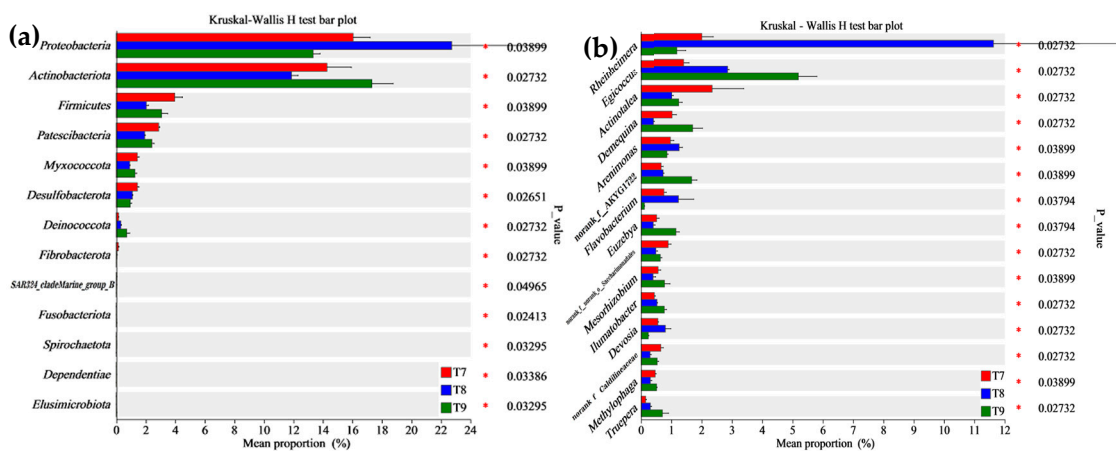 (a)
Kruskal-Wallis H test bar plot
Proteobacteria
0.03899
Actinobacteriota
0.02732
Firmicutes
0.03899
Patescibacteria
0.02732
Myxococcota
0.03899
Desulfobacterota
0.02651
Deinococcota
0.02732
Fibrobacterota
0.02732
SAR324_cladeMarine_group_B
0.04965
Fusobacteriota
0.02413
Spirochaetota
0.03295
Dependentiae
0.03386
Elusimicrobiota
0.03295
P_value
T7
T8
T9
0 2 4 6 8 10 12 14 16 18 20 22 24
Mean proportion (%)
(b)
Kruskal - Wallis H test bar plot
Rheinheimera
0.02732
Egicoccus
0.02732
Actinotalea
0.02732
Demequina
0.02732
Arenimonas
0.03899
norank_f__AKYG1722
0.03899
Flavobacterium
0.03794
Euzebya
0.03794
norank_f_norank_o_Saccharimonadales
0.02732
Mesorhizobium
0.03899
Ilumatobacter
0.02732
Devosia
0.02732
norank_f_Caldilineaceae
0.02732
Methylophaga
0.03899
Truepera
0.02732
P_value
T7
T8
T9
0 1 2 3 4 5 6 7 8 9 10 11 12
Mean proportion (%)